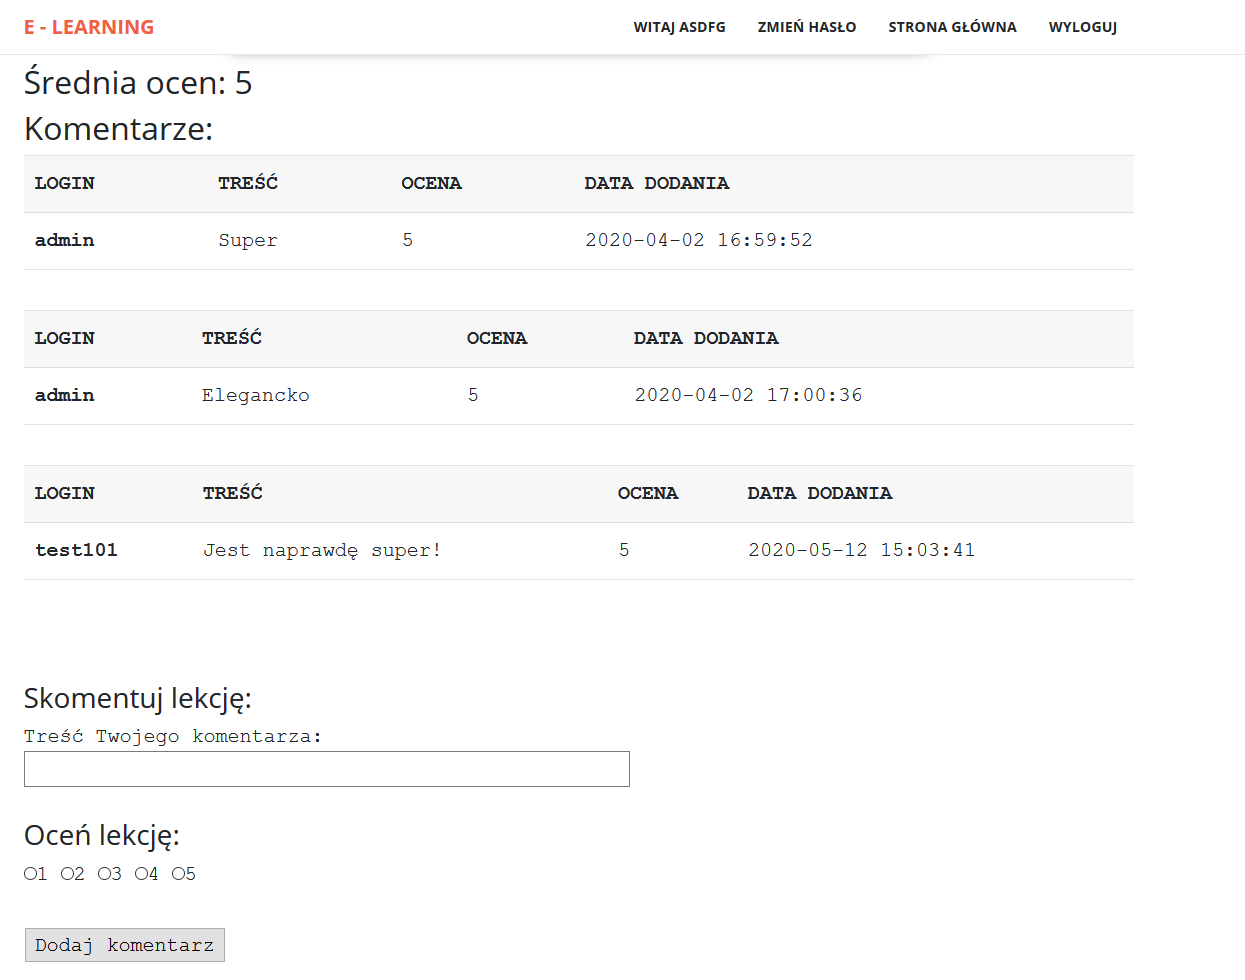 E - LEARNING WITAJ ASDFG ZMIEŃ HASŁO STRONA GŁÓWNA WYLOGUJ
Średnia ocen: 5
Komentarze:
LOGIN TREŚĆ OCENA DATA DODANIA
admin Super 5 2020-04-02 16:59:52
LOGIN TREŚĆ OCENA DATA DODANIA
admin Elegancko 5 2020-04-02 17:00:36
LOGIN TREŚĆ OCENA DATA DODANIA
test101 Jest naprawdę super! 5 2020-05-12 15:03:41
Skomentuj lekcję:
Treść Twojego komentarza:
Oceń lekcję:
1 2 3 4 5
Dodaj komentarz